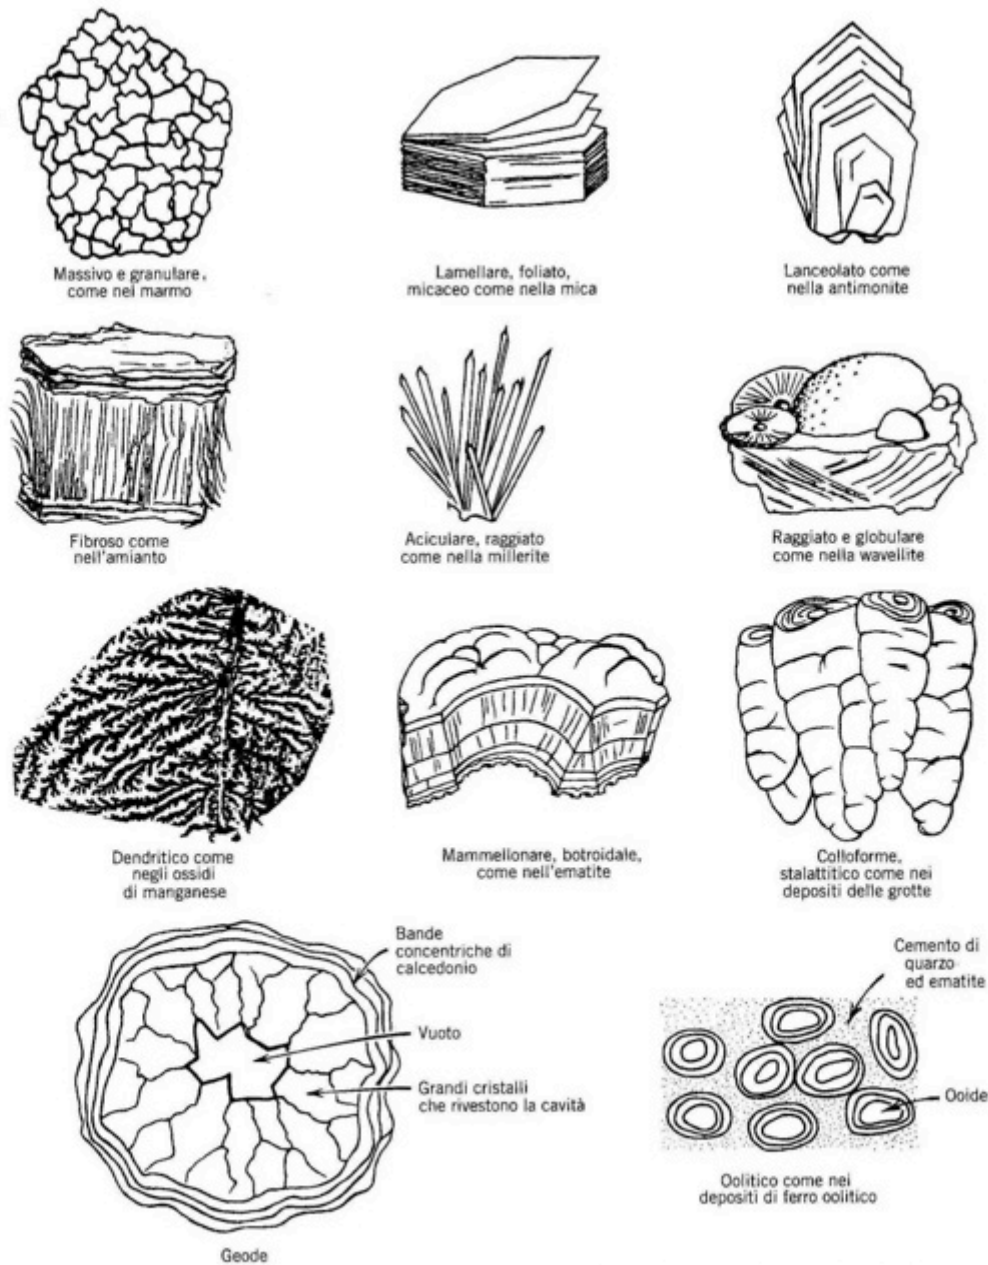 Massivo e granulare,
come nel marmo
Lamellare, foliato,
micaceo come nella mica
Lanceolato come
nella antimonite
Fibroso come
nell'amianto
Aciculare, raggiato
come nella millerite
Raggiato e globulare
come nella wavellite
Dendritico come
negli ossidi
di manganese
Mammellonare, botroidale,
come nell'ematite
Colloforme,
stalattitico come nei
depositi delle grotte
Bande
concentriche di
calcedonio
Vuoto
Grandi cristalli
che rivestono la cavità
Geode
Cemento di
quarzo
ed ematite
Ooide
Oolitico come nei
depositi di ferro oolitico